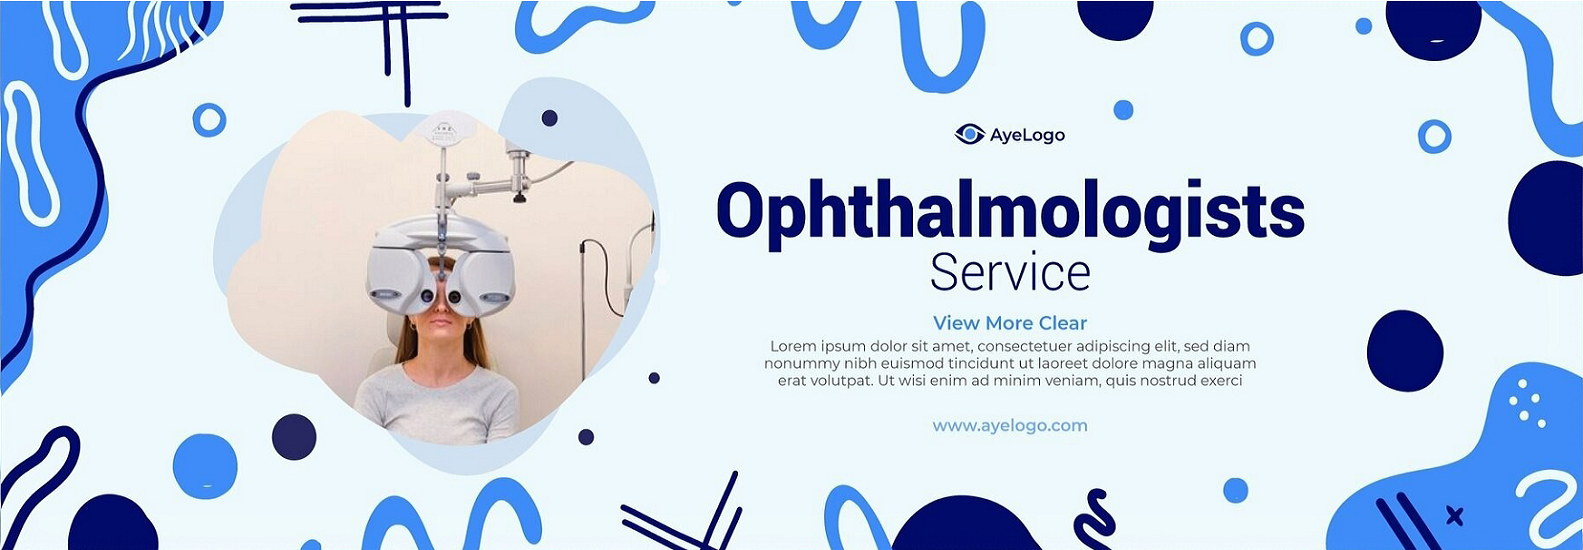 AyeLogo
Ophthalmologists
Service
View More Clear
Lorem ipsum dolor sit amet, consectetuer adipiscing elit, sed diam
nonummy nibh euismod tincidunt ut laoreet dolore magna aliquam
erat volutpat. Ut wisi enim ad minim veniam, quis nostrud exerci
www.ayelogo.com